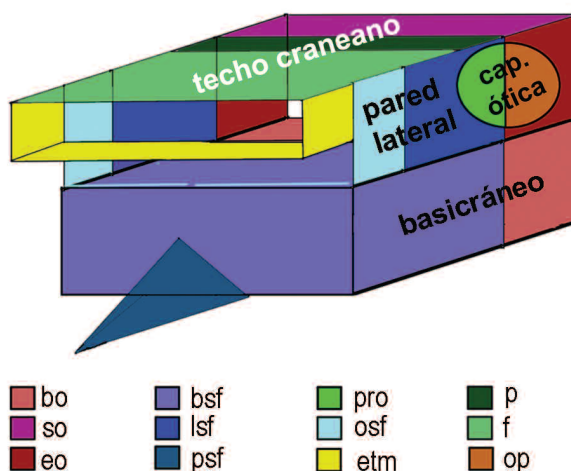 techo craneano
cap.
ótica
pared
lateral
basicráneo
bo bsf pro p
so lsf osf f
eo psf etm op